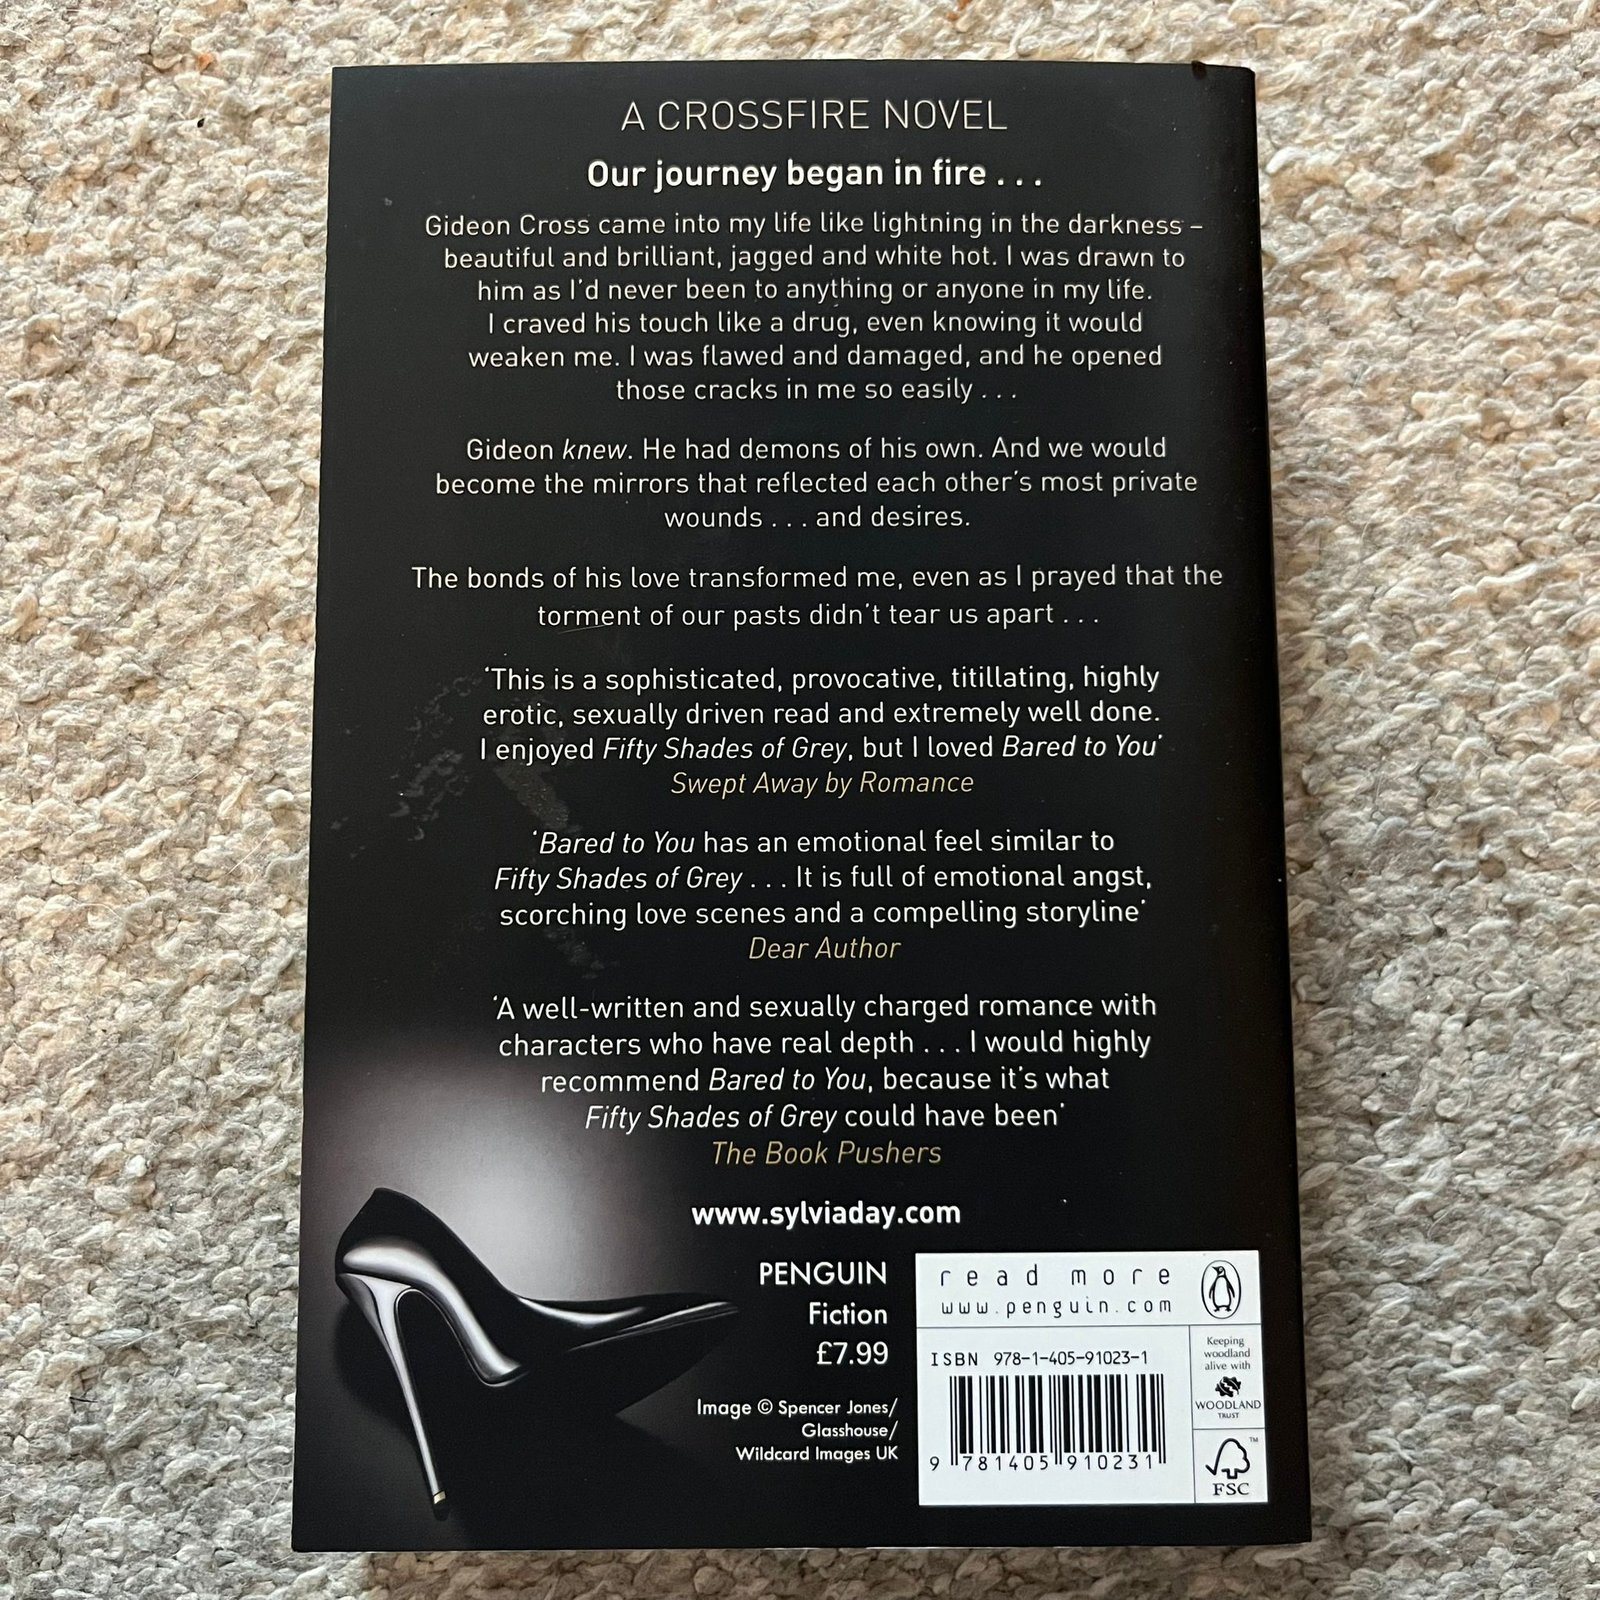 A CROSSFIRE NOVEL
Our journey began in fire . . .
Gideon Cross came into my life like lightning in the darkness –
beautiful and brilliant, jagged and white hot. I was drawn to
him as I'd never been to anything or anyone in my life.
I craved his touch like a drug, even knowing it would
weaken me. I was flawed and damaged, and he opened
those cracks in me so easily . . .
Gideon knew. He had demons of his own. And we would
become the mirrors that reflected each other's most private
wounds . . . and desires.
The bonds of his love transformed me, even as I prayed that the
torment of our pasts didn't tear us apart . . .
'This is a sophisticated, provocative, titillating, highly
erotic, sexually driven read and extremely well done.
I enjoyed Fifty Shades of Grey, but I loved Bared to You'
Swept Away by Romance
'Bared to You has an emotional feel similar to
Fifty Shades of Grey . . . It is full of emotional angst,
scorching love scenes and a compelling storyline'
Dear Author
'A well-written and sexually charged romance with
characters who have real depth . . . I would highly
recommend Bared to You, because it's what
Fifty Shades of Grey could have been'
The Book Pushers
www.sylviaday.com
PENGUIN
Fiction
£7.99
Image © Spencer Jones/
Glasshouse/
Wildcard Images UK
read more
www.penguin.com
ISBN 978-1-405-91023-1
9 781405 910231
Keeping
woodland
alive with
WOODLAND
TRUST
TM
FSC